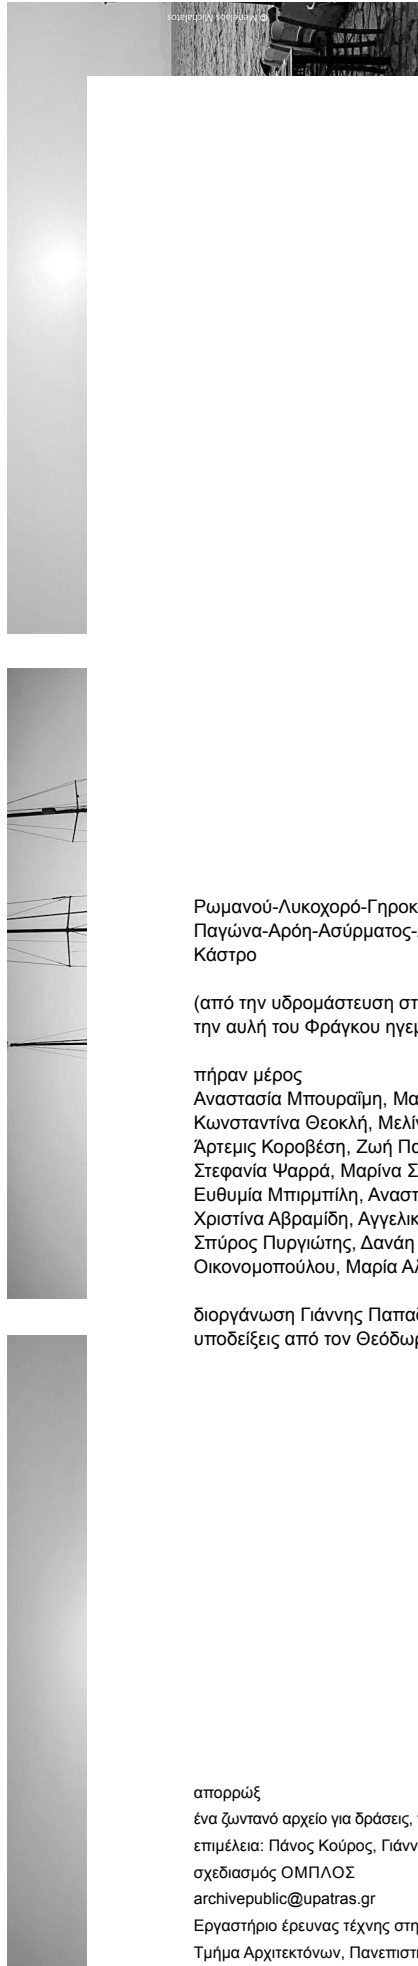 © Menelaos Michalatos
Ρωμανού-Λυκοχορό-Γηροκ
Παγώνα-Αρόη-Ασύρματος-
Κάστρο
(από την υδρομάστευση στ
την αυλή του Φράγκου ηγε
πήραν μέρος
Αναστασία Μπουραΐμη, Μα
Κωνσταντίνα Θεοκλή, Μελί
Άρτεμις Κοροβέση, Ζωή Πα
Στεφανία Ψαρρά, Μαρίνα Σ
Ευθυμία Μπιρμπίλη, Αναστ
Χριστίνα Αβραμίδη, Αγγελικ
Σπύρος Πυργιώτης, Δανάη
Οικονομοπούλου, Μαρία Αλ
διοργάνωση Γιάννης Παπα
υποδείξεις από τον Θεόδω
απορρώξ
ένα ζωντανό αρχείο για δράσεις,
επιμέλεια: Πάνος Κούρος, Γιάνν
σχεδιασμός ΟΜΠΛΟΣ
archivepublic@upatras.gr
Εργαστήριο έρευνας τέχνης στη
Τμήμα Αρχιτεκτόνων, Πανεπιστ